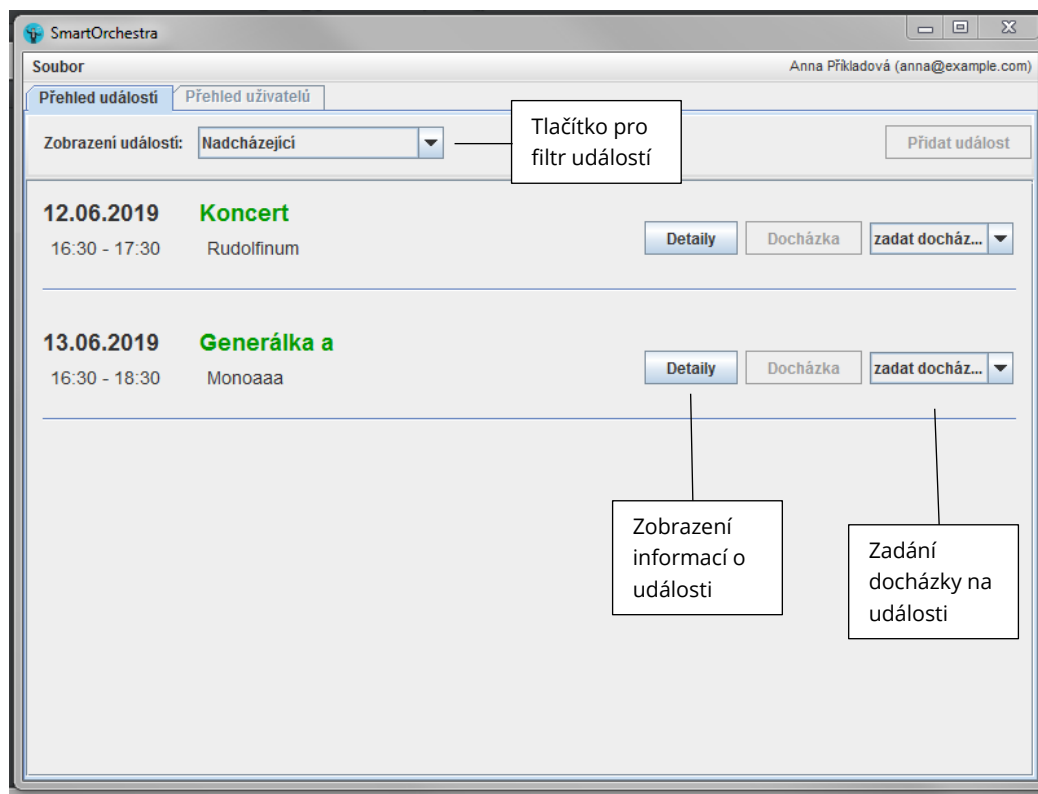 SmartOrchestra
Soubor
Anna Příkladová (anna@example.com)
Přehled událostí
Přehled uživatelů
Zobrazení událostí:
Nadcházející
Tlačítko pro
filtr událostí
Přidat událost
12.06.2019
Koncert
16:30 - 17:30
Rudolfinum
Detaily
Docházka
zadat docház...
13.06.2019
Generálka a
16:30 - 18:30
Monoaaa
Detaily
Docházka
zadat docház...
Zobrazení
informací o
události
Zadání
docházky na
události